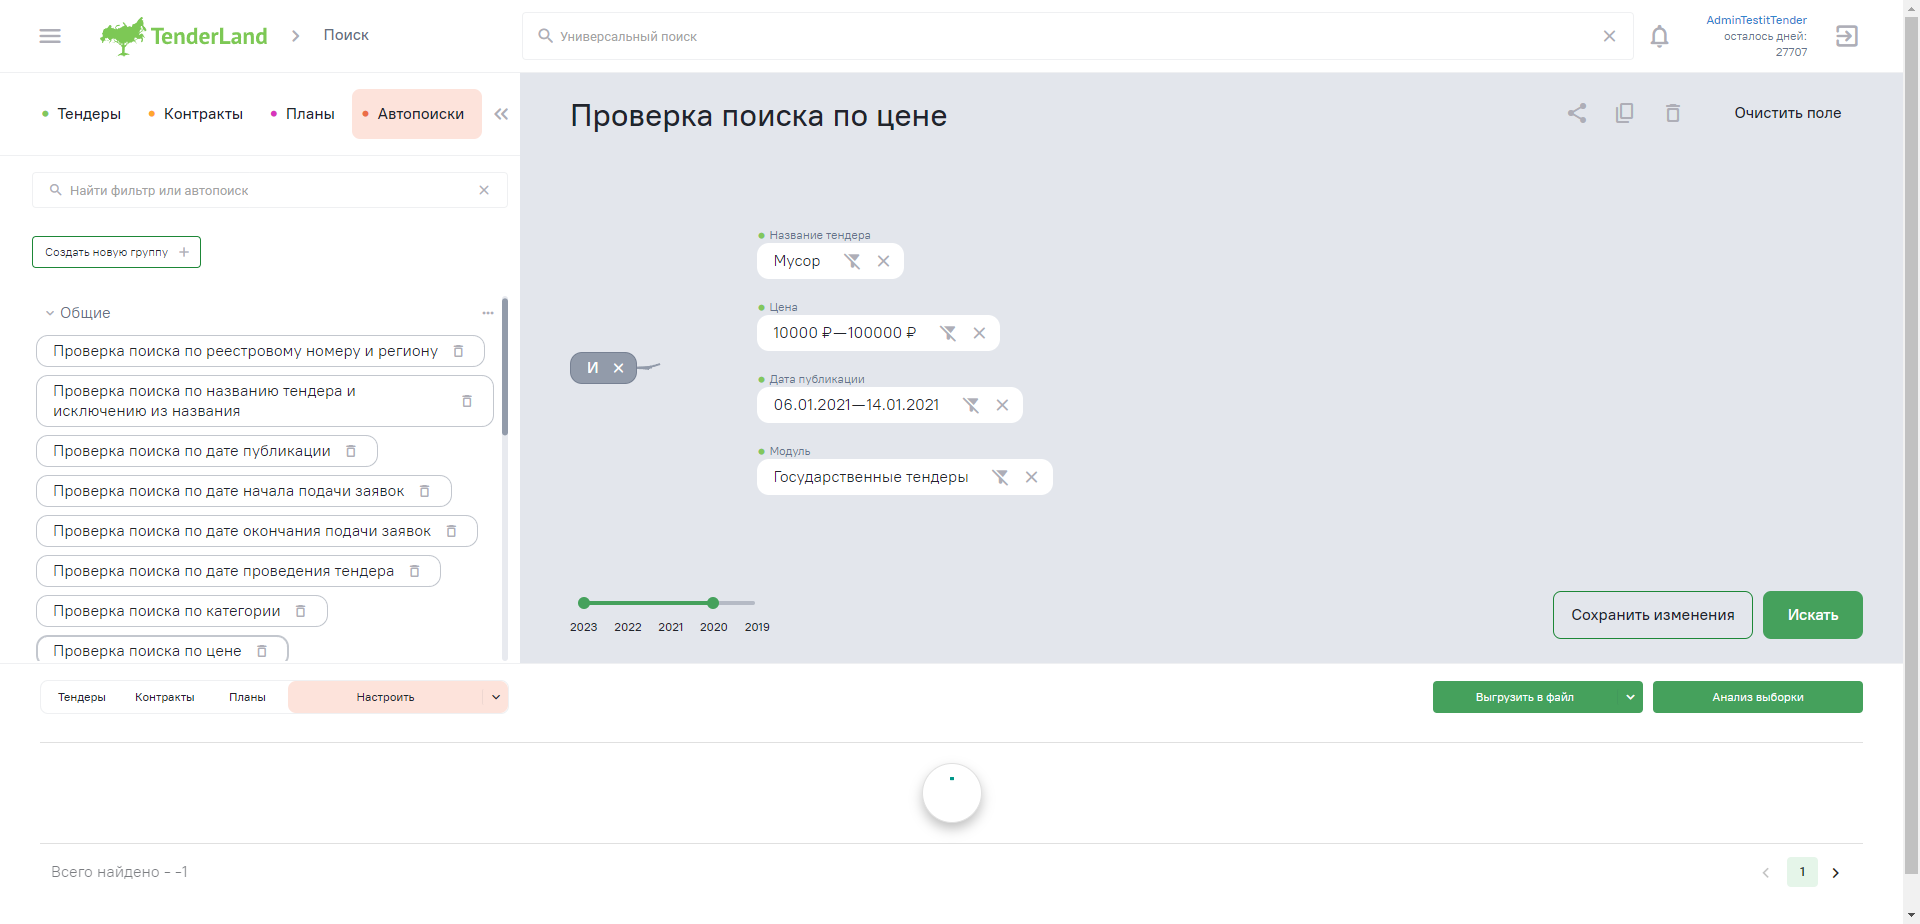 TenderLand
Поиск
Универсальный поиск
AdminTestitTender
осталось дней:
27707
Тендеры
Контракты
Планы
Автопоиски
Проверка поиска по цене
Очистить поле
Найти фильтр или автопоиск
Создать новую группу
Общие
Проверка поиска по реестровому номеру и региону
Проверка поиска по названию тендера и
исключению из названия
Проверка поиска по дате публикации
Проверка поиска по дате начала подачи заявок
Проверка поиска по дате окончания подачи заявок
Проверка поиска по дате проведения тендера
Проверка поиска по категории
Проверка поиска по цене
И
Название тендера
Мусор
Цена
10000 ₽—100000 ₽
Дата публикации
06.01.2021—14.01.2021
Модуль
Государственные тендеры
2023 2022 2021 2020 2019
Сохранить изменения
Искать
Тендеры
Контракты
Планы
Настроить
Выгрузить в файл
Анализ выборки
Всего найдено - -1
1